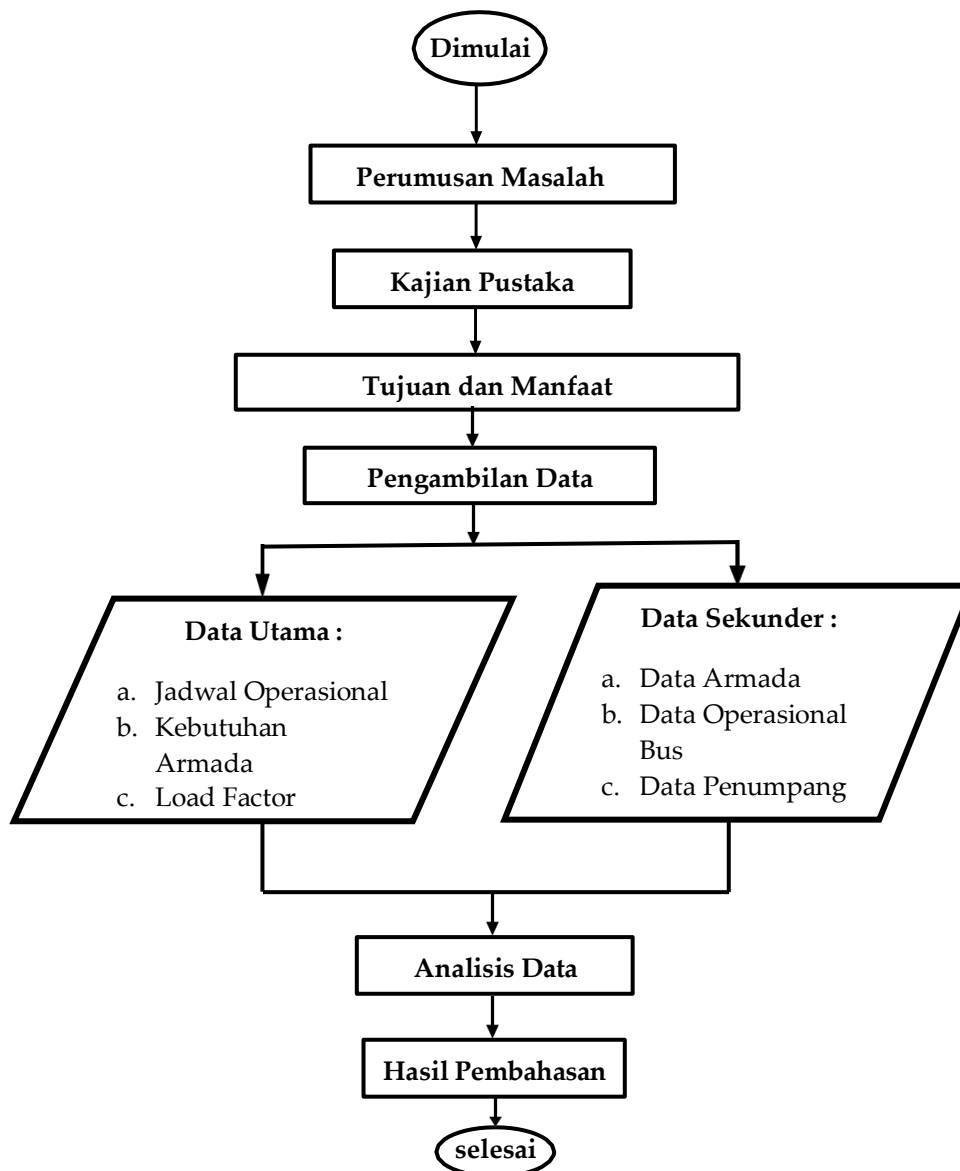 Dimulai
Perumusan Masalah
Kajian Pustaka
Tujuan dan Manfaat
Pengambilan Data
Data Utama :
a. Jadwal Operasional
b. Kebutuhan
Armada
c. Load Factor
Data Sekunder :
a. Data Armada
b. Data Operasional
Bus
c. Data Penumpang
Analisis Data
Hasil Pembahasan
selesai